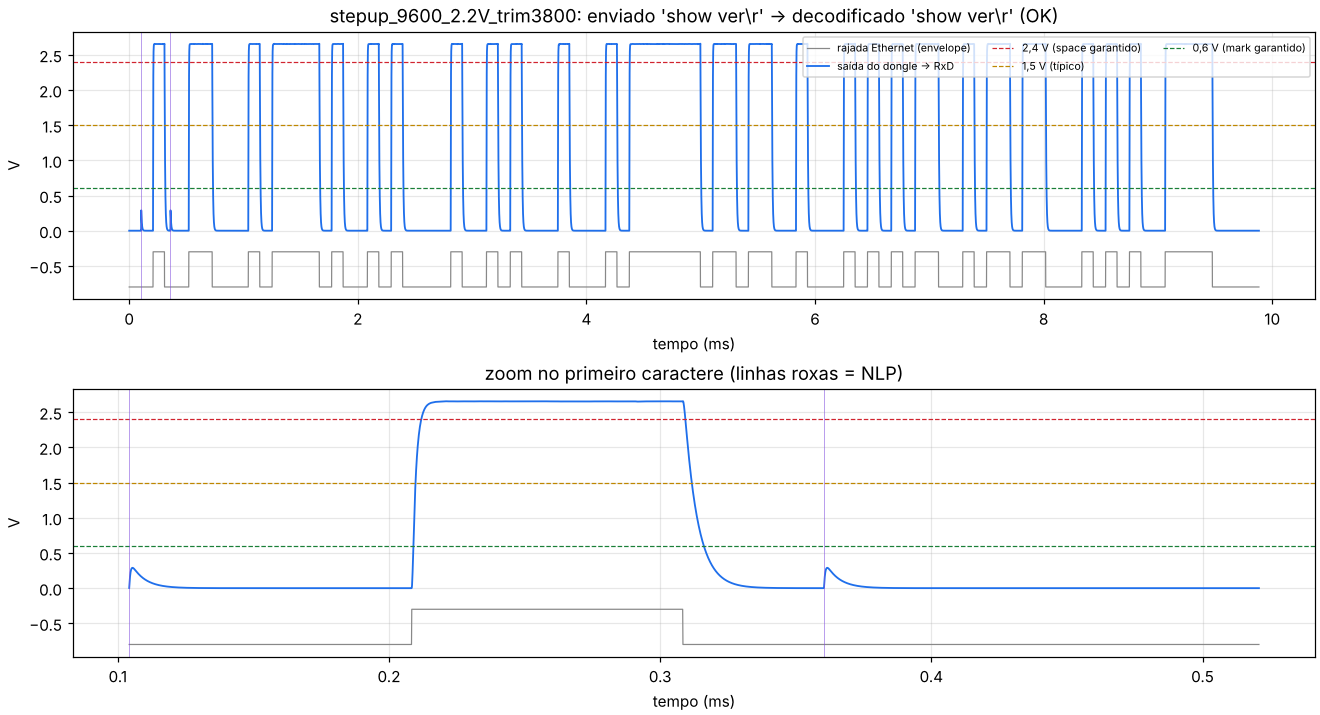 stepup_9600_2.2V_trim3800: enviado 'show ver\r' → decodificado 'show ver\r' (OK)
rajada Ethernet (envelope)
saída do dongle → RxD
2,4 V (space garantido)
1,5 V (típico)
0,6 V (mark garantido)
2.5
2.0
1.5
1.0
0.5
0.0
−0.5
V
0 2 4 6 8 10
tempo (ms)
zoom no primeiro caractere (linhas roxas = NLP)
2.5
2.0
1.5
1.0
0.5
0.0
−0.5
V
0.1 0.2 0.3 0.4 0.5
tempo (ms)